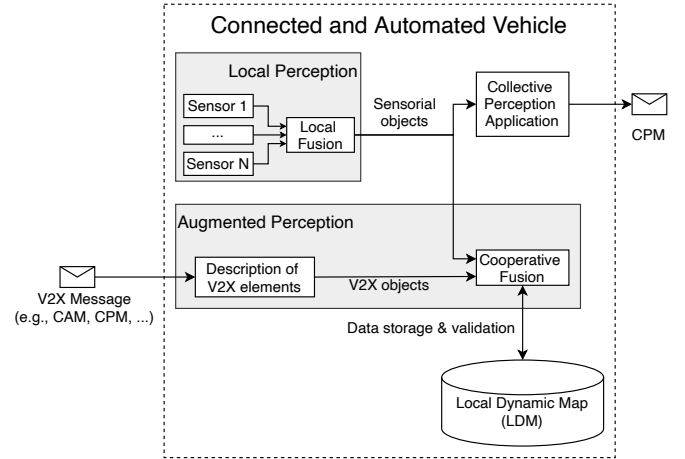 Connected and Automated Vehicle
Local Perception
Sensor 1
...
Sensor N
Local
Fusion
Sensorial
objects
Collective
Perception
Application
CPM
Augmented Perception
Description of
V2X elements
V2X objects
Cooperative
Fusion
V2X Message
(e.g., CAM, CPM, ...)
Data storage & validation
Local Dynamic Map
(LDM)